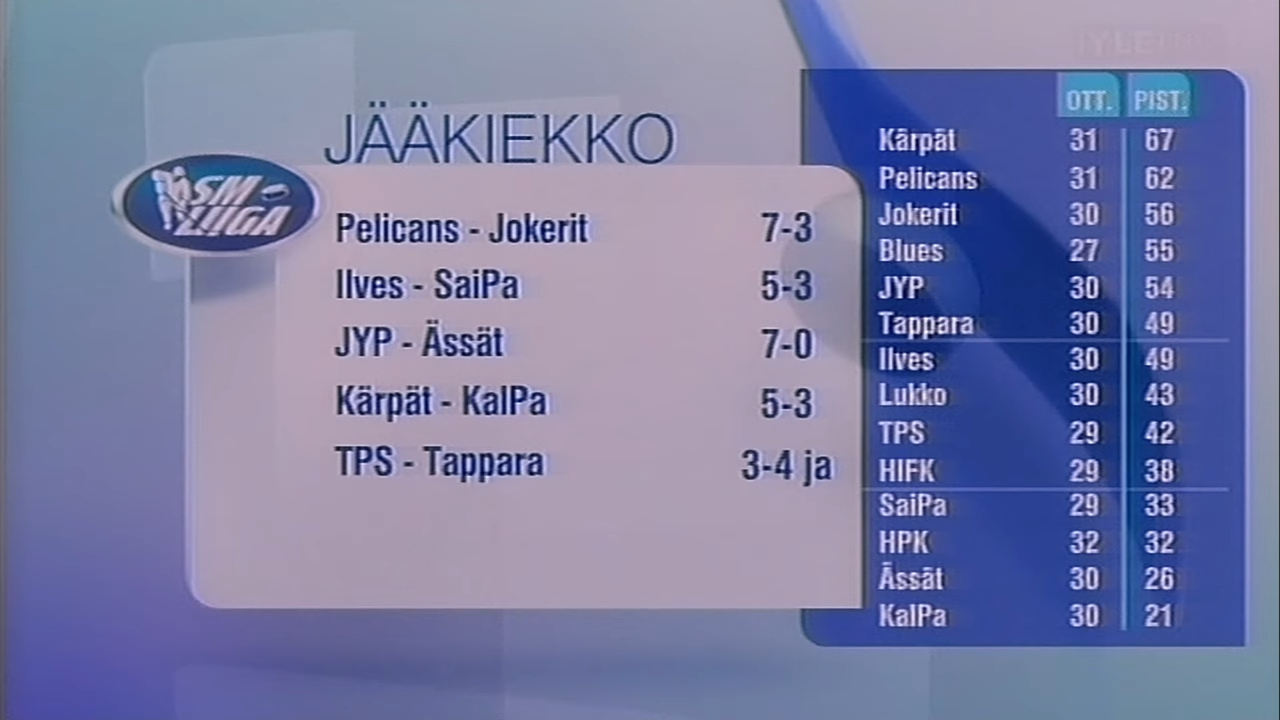 YLE
JÄÄKIEKKO
SM-
LIIGA
Pelicans - Jokerit 7-3
Ilves - SaiPa 5-3
JYP - Ässät 7-0
Kärpät - KalPa 5-3
TPS - Tappara 3-4 ja
OTT. PIST.
Kärpät 31 67
Pelicans 31 62
Jokerit 30 56
Blues 27 55
JYP 30 54
Tappara 30 49
Ilves 30 49
Lukko 30 43
TPS 29 42
HIFK 29 38
SaiPa 29 33
HPK 32 32
Ässät 30 26
KalPa 30 21